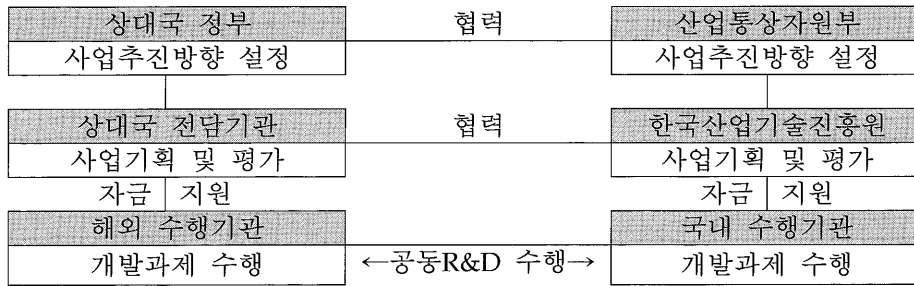 상대국 정부 협력 산업통상자원부
사업추진방향 설정 사업추진방향 설정
상대국 전담기관 협력 한국산업기술진흥원
사업기획 및 평가 사업기획 및 평가
자금 지원 자금 지원
해외 수행기관 국내 수행기관
개발과제 수행 ←공동R&D 수행→ 개발과제 수행